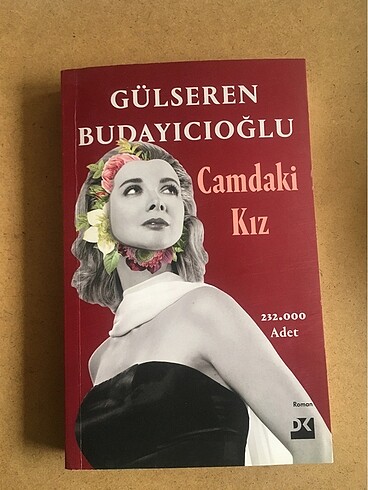 GÜLSEREN
BUDAYICIOĞLU
Camdaki
Kız
232.000
Adet
Roman
DK